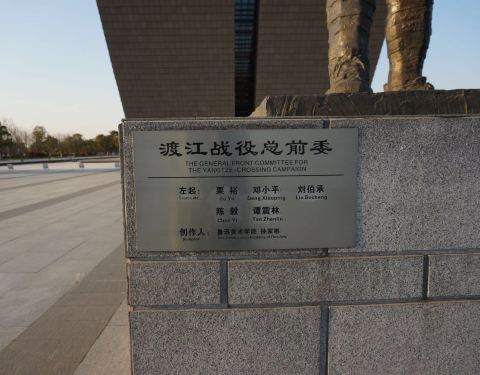 渡江战役总前委
THE GENERAL FRONT COMMITTEE FOR
THE YANGTZE-CROSSING CAMPAIGN
左起： 粟 裕 邓小平 刘伯承
From Left: Su Yu Deng Xiaoping Liu Bocheng
陈 毅 谭震林
Chen Yi Tan Zhenlin
创作人： 鲁迅美术学院